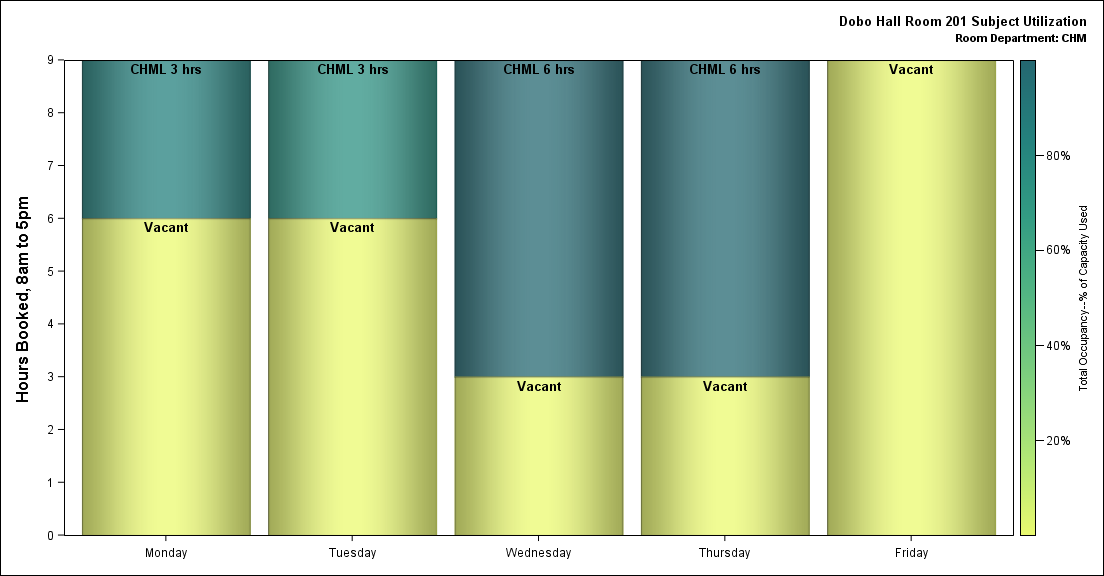 Dobo Hall Room 201 Subject Utilization
Room Department: CHM
Hours Booked, 8am to 5pm
9
8
7
6
5
4
3
2
1
0
CHML 3 hrs
Vacant
CHML 3 hrs
Vacant
CHML 6 hrs
Vacant
CHML 6 hrs
Vacant
Vacant
Monday
Tuesday
Wednesday
Thursday
Friday
80%
60%
40%
20%
Total Occupancy--% of Capacity Used